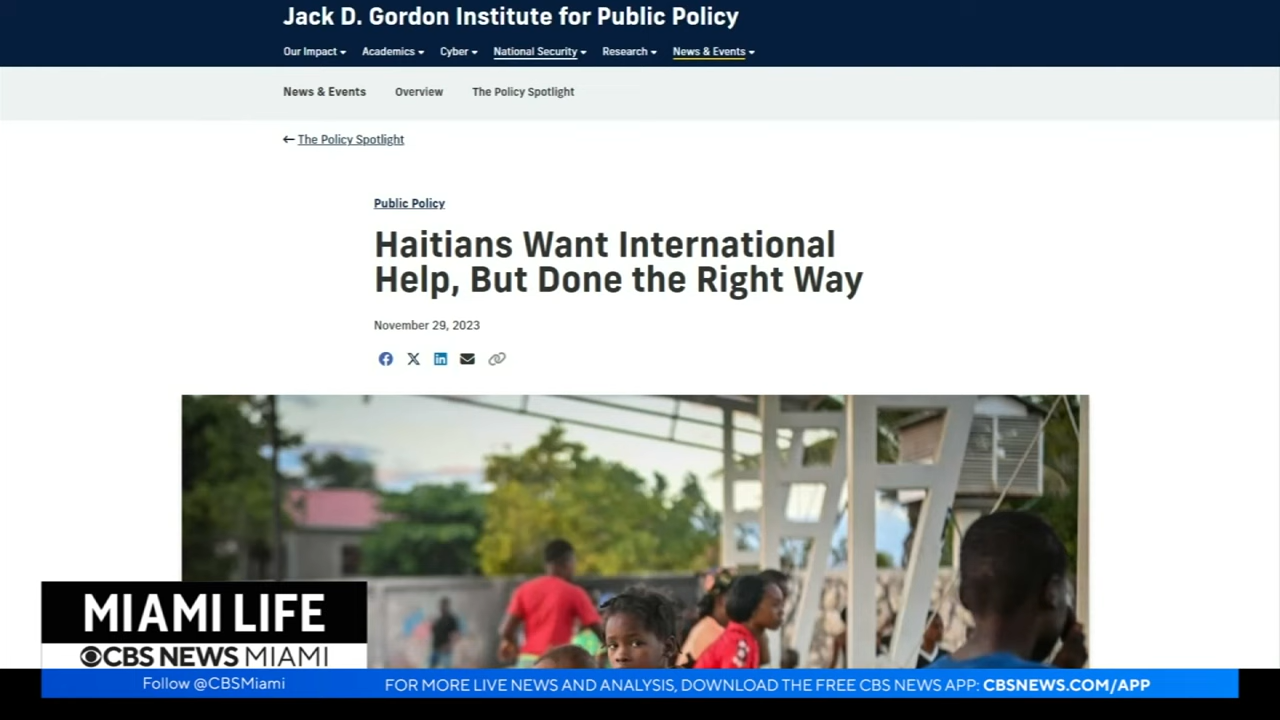 Jack D. Gordon Institute for Public Policy
Our Impact Academics Cyber National Security Research News & Events
News & Events Overview The Policy Spotlight
← The Policy Spotlight
Public Policy
Haitians Want International
Help, But Done the Right Way
November 29, 2023
MIAMI LIFE
CBS NEWS MIAMI
Follow @CBSMiami FOR MORE LIVE NEWS AND ANALYSIS, DOWNLOAD THE FREE CBS NEWS APP: CBSNEWS.COM/APP